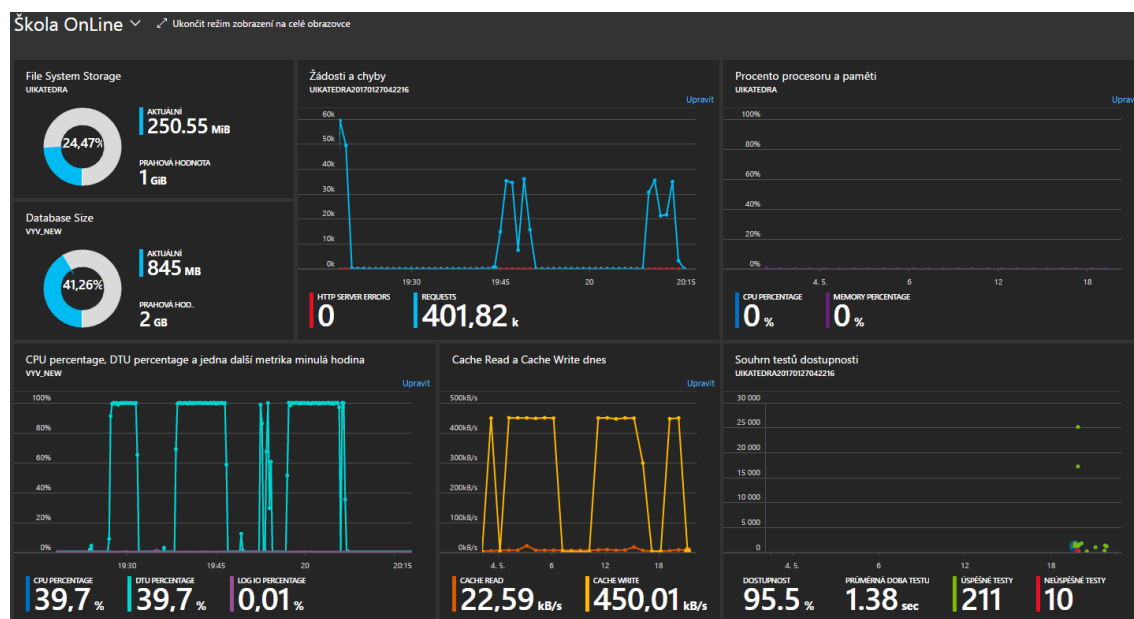 Škola OnLine Ukončit režim zobrazení na celé obrazovce
File System Storage
UIKATEDRA
24,47%
AKTUÁLNÍ
250.55 MiB
PRAHOVÁ HODNOTA
1 GiB
Database Size
VYV_NEW
41,26%
AKTUÁLNÍ
845 MB
PRAHOVÁ HOD..
2 GB
Žádosti a chyby
UIKATEDRA20170127042216
Upravit
60k
50k
40k
30k
20k
10k
0k
19:30 19:45 20 20:15
HTTP SERVER ERRORS
0
REQUESTS
401,82 k
Procento procesoru a paměti
UIKATEDRA
Uprav
100%
80%
60%
40%
20%
0%
4. 5. 6 12 18
CPU PERCENTAGE
0 %
MEMORY PERCENTAGE
0 %
CPU percentage, DTU percentage a jedna další metrika minulá hodina
VYV_NEW
Upravit
100%
80%
60%
40%
20%
0%
19:30 19:45 20 20:15
CPU PERCENTAGE
39,7 %
DTU PERCENTAGE
39,7 %
LOG IO PERCENTAGE
0,01 %
Cache Read a Cache Write dnes
Upravit
500kB/s
400kB/s
300kB/s
200kB/s
100kB/s
0kB/s
4. 5. 6 12 18
CACHE READ
22,59 kB/s
CACHE WRITE
450,01 kB/s
Souhrn testů dostupnosti
UIKATEDRA20170127042216
30 000
25 000
20 000
15 000
10 000
5 000
0
4. 5. 6 12 18
DOSTUPNOST
95.5 %
PRŮMĚRNÁ DOBA TESTU
1.38 sec
ÚSPĚŠNÉ TESTY
211
NEÚSPĚŠNÉ TESTY
10